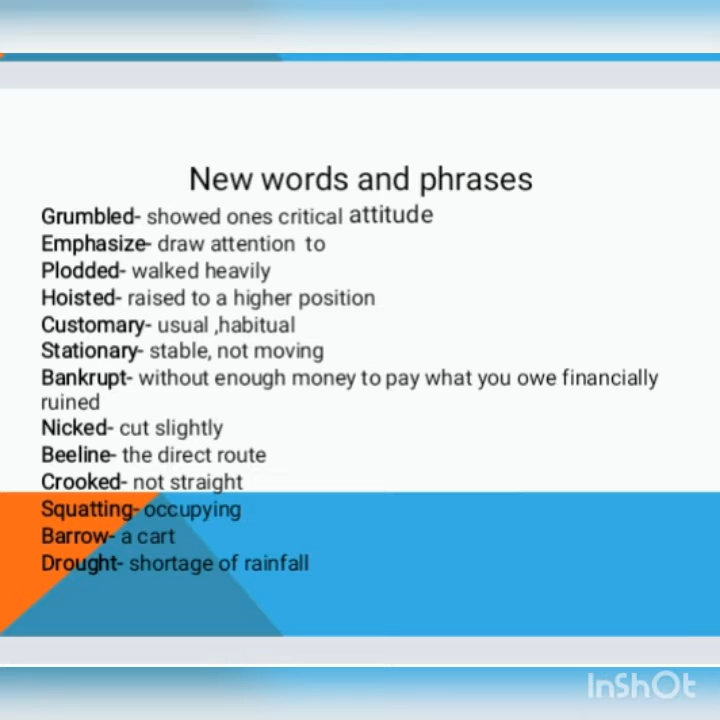 New words and phrases
Grumbled- showed ones critical attitude
Emphasize- draw attention to
Plodded- walked heavily
Hoisted- raised to a higher position
Customary- usual ,habitual
Stationary- stable, not moving
Bankrupt- without enough money to pay what you owe financially
ruined
Nicked- cut slightly
Beeline- the direct route
Crooked- not straight
Squatting- occupying
Barrow- a cart
Drought- shortage of rainfall
InShOt